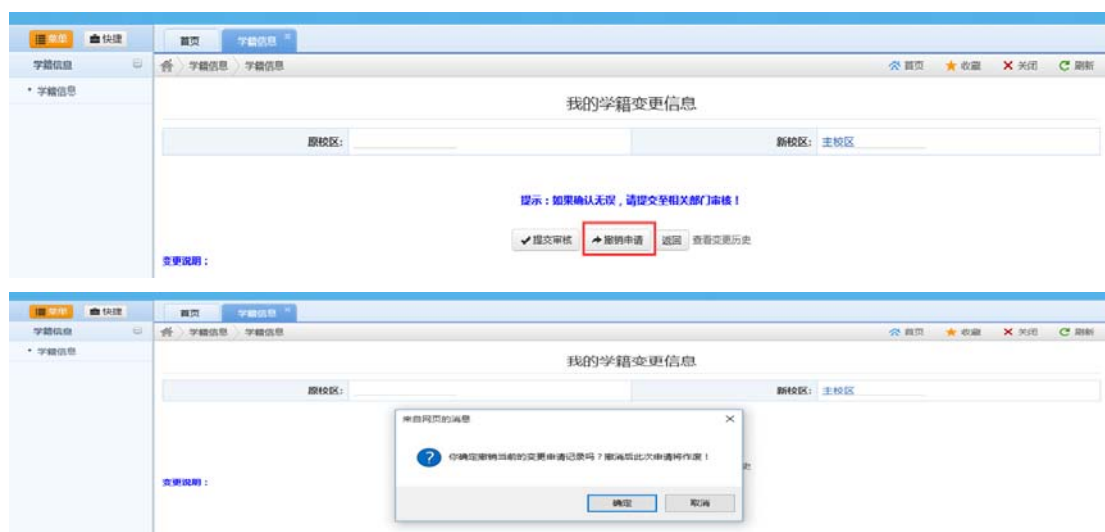 菜单 快捷 首页 学籍信息
学籍信息 学籍信息 学籍信息 首页 收藏 关闭 刷新
学籍信息
我的学籍变更信息
原校区: 新校区: 主校区
提示：如果确认无误，请提交至相关部门审核！
提交审核 撤销申请 返回 查看变更历史
变更说明：
菜单 快捷 首页 学籍信息
学籍信息 学籍信息 学籍信息 首页 收藏 关闭 刷新
学籍信息
我的学籍变更信息
原校区: 新校区: 主校区
来自网页的消息
你确定撤销当前的变更申请记录吗？撤消后此次申请将作废！
变更说明：
确定 取消